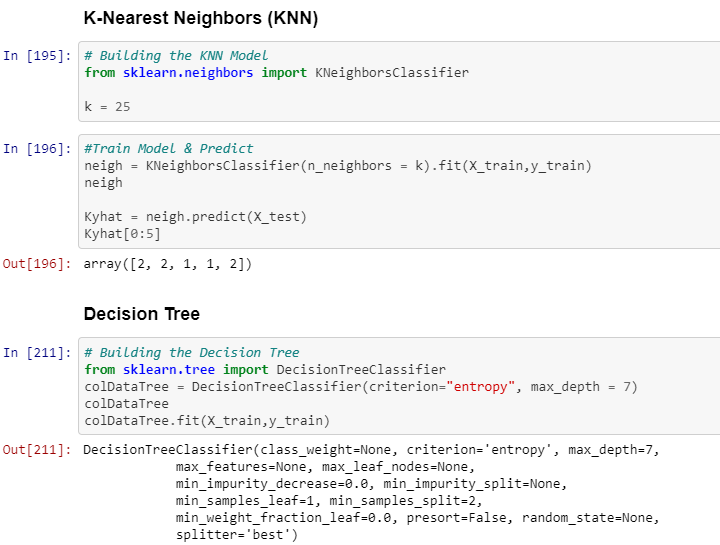 K-Nearest Neighbors (KNN)
In [195]: # Building the KNN Model
from sklearn.neighbors import KNeighborsClassifier
k = 25
In [196]: #Train Model & Predict
neigh = KNeighborsClassifier(n_neighbors = k).fit(X_train,y_train)
neigh
Kyhat = neigh.predict(X_test)
Kyhat[0:5]
Out[196]: array([2, 2, 1, 1, 2])
Decision Tree
In [211]: # Building the Decision Tree
from sklearn.tree import DecisionTreeClassifier
colDataTree = DecisionTreeClassifier(criterion="entropy", max_depth = 7)
colDataTree
colDataTree.fit(X_train,y_train)
Out[211]: DecisionTreeClassifier(class_weight=None, criterion='entropy', max_depth=7,
max_features=None, max_leaf_nodes=None,
min_impurity_decrease=0.0, min_impurity_split=None,
min_samples_leaf=1, min_samples_split=2,
min_weight_fraction_leaf=0.0, presort=False, random_state=None,
splitter='best')